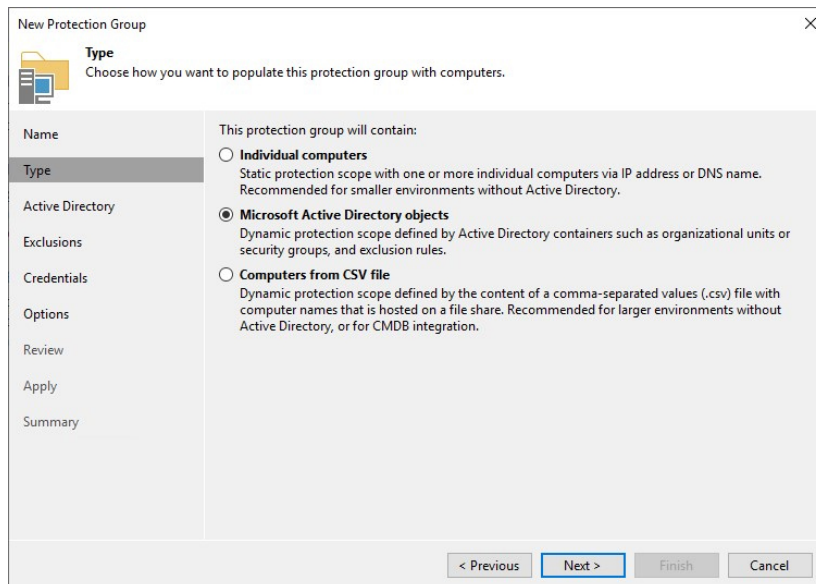 New Protection Group
Type
Choose how you want to populate this protection group with computers.
Name
Type
Active Directory
Exclusions
Credentials
Options
Review
Apply
Summary
This protection group will contain:
Individual computers
Static protection scope with one or more individual computers via IP address or DNS name.
Recommended for smaller environments without Active Directory.
Microsoft Active Directory objects
Dynamic protection scope defined by Active Directory containers such as organizational units or
security groups, and exclusion rules.
Computers from CSV file
Dynamic protection scope defined by the content of a comma-separated values (.csv) file with
computer names that is hosted on a file share. Recommended for larger environments without
Active Directory, or for CMDB integration.
< Previous
Next >
Finish
Cancel